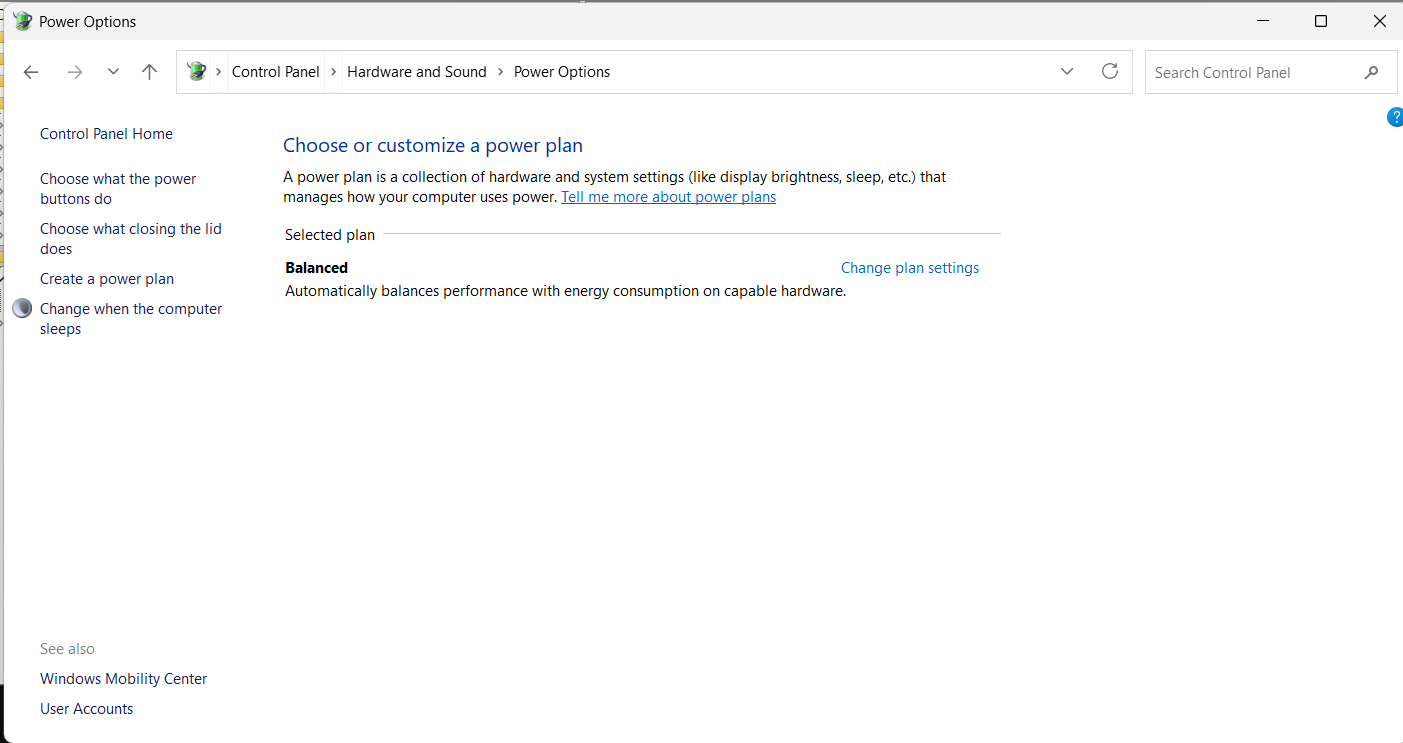 Power Options
Control Panel > Hardware and Sound > Power Options
Search Control Panel
?
Control Panel Home
Choose what the power
buttons do
Choose what closing the lid
does
Create a power plan
Change when the computer
sleeps
Choose or customize a power plan
A power plan is a collection of hardware and system settings (like display brightness, sleep, etc.) that
manages how your computer uses power. Tell me more about power plans
Selected plan
Balanced
Change plan settings
Automatically balances performance with energy consumption on capable hardware.
See also
Windows Mobility Center
User Accounts